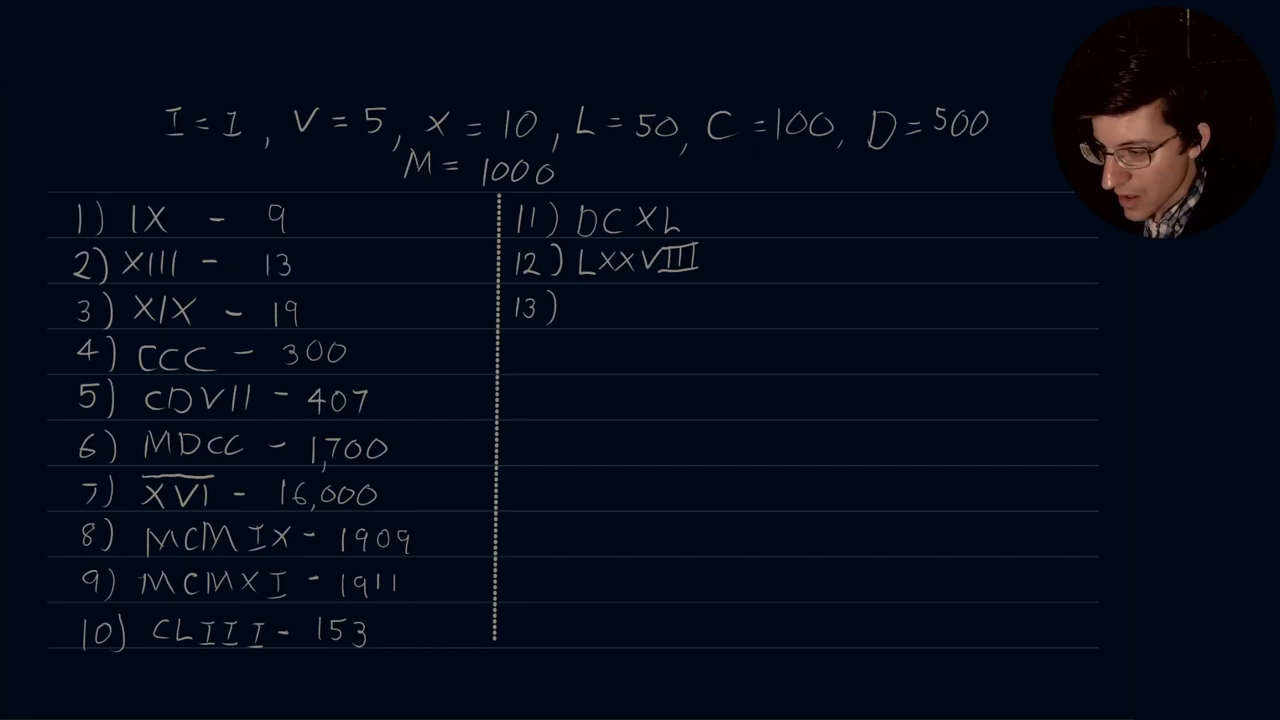 I = I, V = 5, X = 10, L = 50, C = 100, D = 500
M = 1000
1) IX - 9
2) XIII - 13
3) XIX - 19
4) CCC - 300
5) CDVII - 407
6) MDCC - 1,700
7) X̅V̅I̅ - 16,000
8) MCMIX - 1909
9) MCMXI - 1911
10) CLIII - 153
11) DCXL
12) LXXVIII
13)